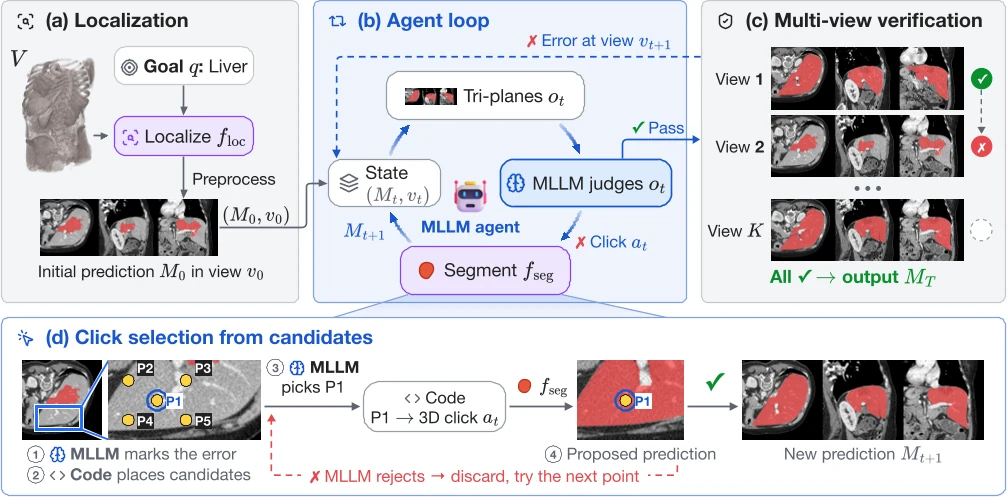 (a) Localization
V
Goal q: Liver
Localize f_loc
Preprocess
(M_0, v_0)
Initial prediction M_0 in view v_0
(b) Agent loop
✗ Error at view v_{t+1}
Tri-planes o_t
✓ Pass
State
(M_t, v_t)
MLLM judges o_t
M_{t+1}
MLLM agent
✗ Click a_t
Segment f_seg
(c) Multi-view verification
View 1
View 2
•••
View K
All ✓ → output M_T
(d) Click selection from candidates
P2
P3
P1
P4
P5
① MLLM marks the error
② <> Code places candidates
③ MLLM
picks P1
<> Code
P1 → 3D click a_t
f_seg
P1
④ Proposed prediction
✗ MLLM rejects → discard, try the next point
✓
New prediction M_{t+1}